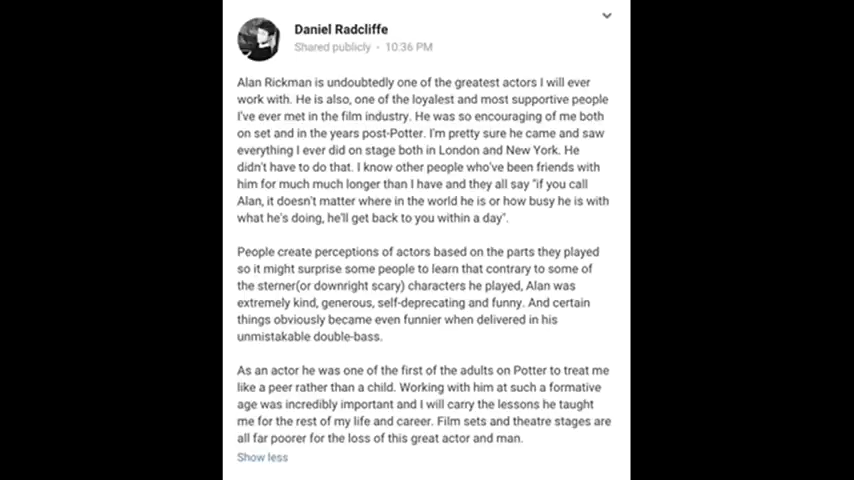 Daniel Radcliffe
Shared publicly - 10:36 PM
Alan Rickman is undoubtedly one of the greatest actors I will ever
work with. He is also, one of the loyalest and most supportive people
I've ever met in the film industry. He was so encouraging of me both
on set and in the years post-Potter. I'm pretty sure he came and saw
everything I ever did on stage both in London and New York. He
didn't have to do that. I know other people who've been friends with
him for much much longer than I have and they all say "if you call
Alan, it doesn't matter where in the world he is or how busy he is with
what he's doing, he'll get back to you within a day".
People create perceptions of actors based on the parts they played
so it might surprise some people to learn that contrary to some of
the sterner(or downright scary) characters he played, Alan was
extremely kind, generous, self-deprecating and funny. And certain
things obviously became even funnier when delivered in his
unmistakable double-bass.
As an actor he was one of the first of the adults on Potter to treat me
like a peer rather than a child. Working with him at such a formative
age was incredibly important and I will carry the lessons he taught
me for the rest of my life and career. Film sets and theatre stages are
all far poorer for the loss of this great actor and man.
Show less